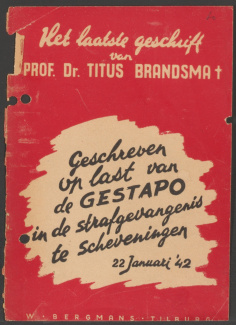 Het laatste geschrift
van
PROF. Dr. TITUS BRANDSMA †
Geschreven
op last van
de GESTAPO
in de strafgevangenis
te Scheveningen
22 Januari '42
W. BERGMANS - TILBURG